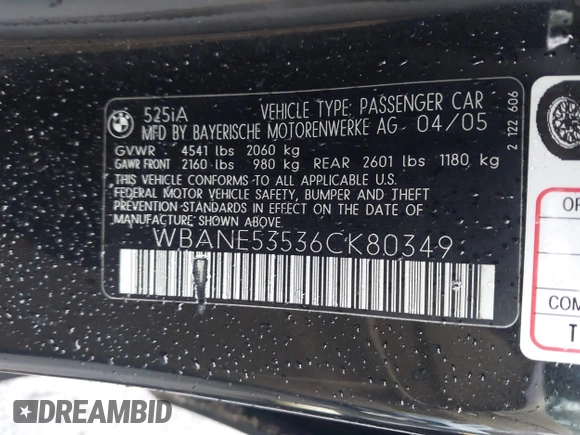 BMW
525iA VEHICLE TYPE: PASSENGER CAR
MFD BY BAYERISCHE MOTORENWERKE AG 04/05
GVWR 4541 lbs 2060 kg
GAWR FRONT 2160 lbs 980 kg REAR 2601 lbs 1180 kg
THIS VEHICLE CONFORMS TO ALL APPLICABLE U.S.
FEDERAL MOTOR VEHICLE SAFETY, BUMPER AND THEFT
PREVENTION STANDARDS IN EFFECT ON THE DATE OF
MANUFACTURE SHOWN ABOVE
WBANE53536CK80349
2 122 606
OP
COM
T
DREAMBID